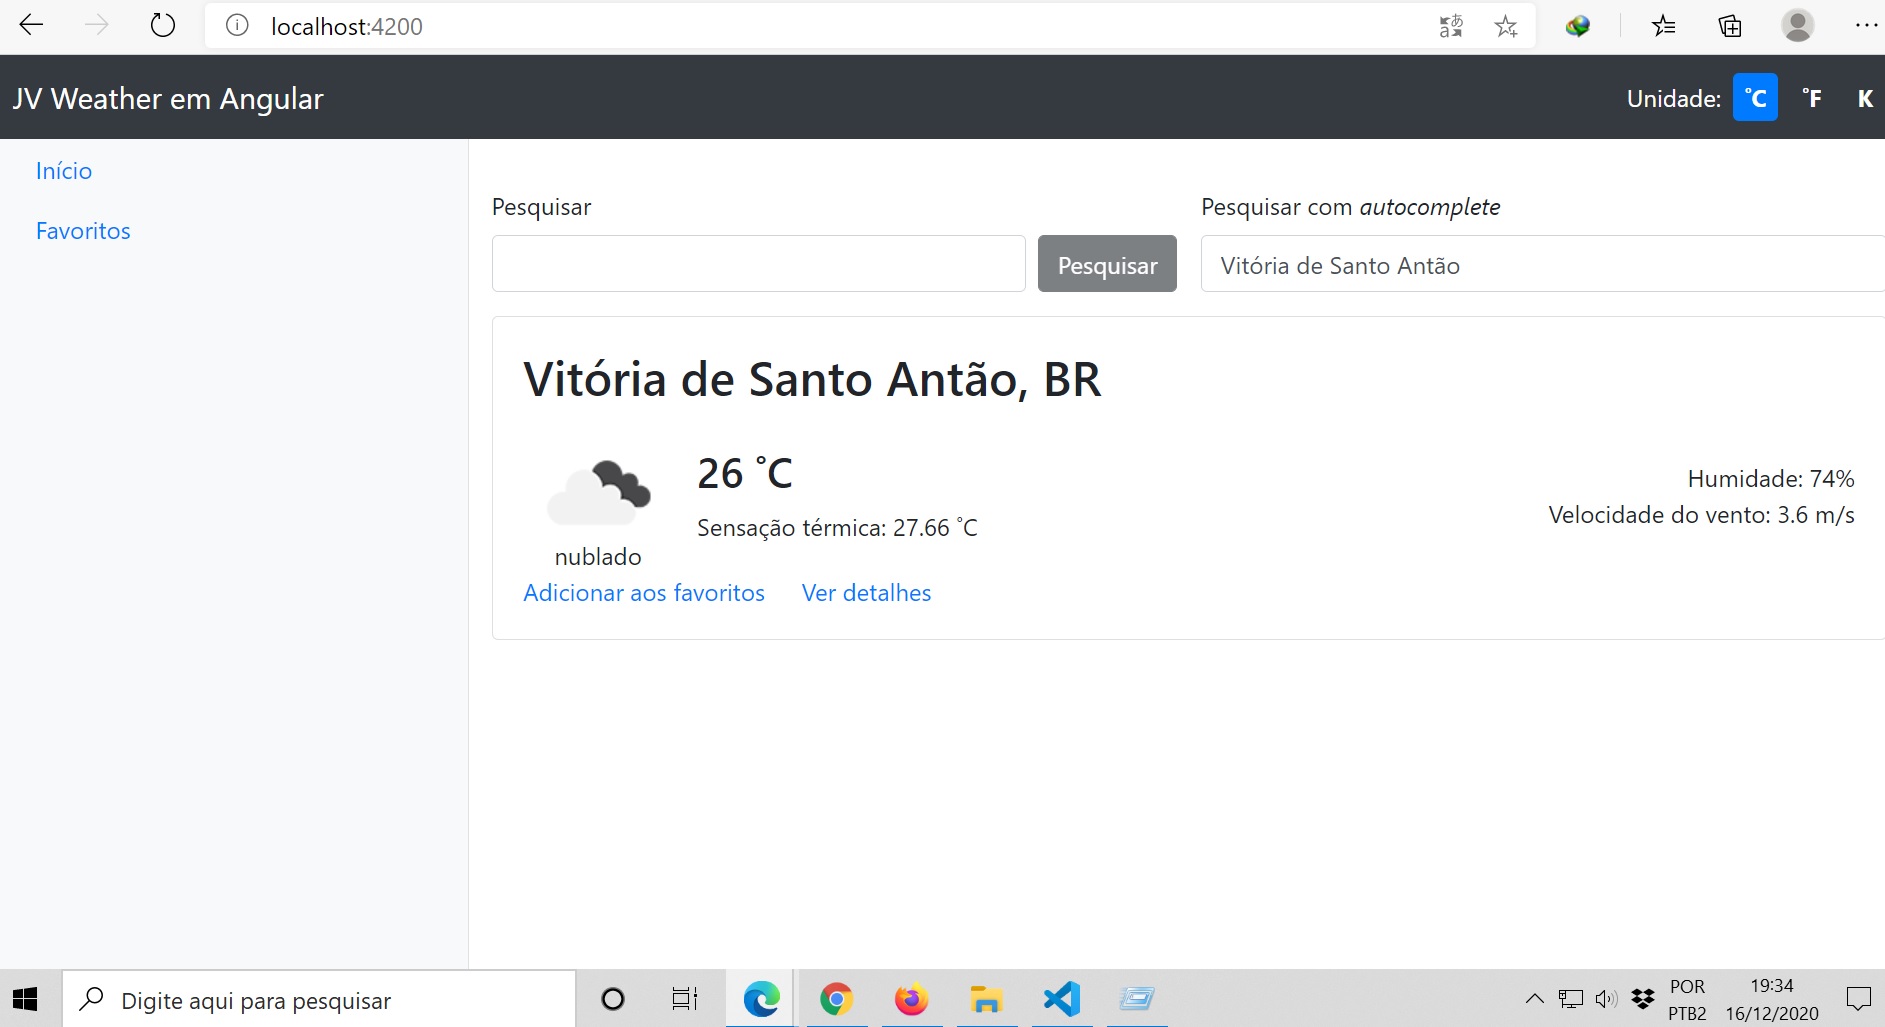 localhost:4200
JV Weather em Angular
Unidade: °C °F K
Início
Favoritos
Pesquisar
Pesquisar
Pesquisar com autocomplete
Vitória de Santo Antão
Vitória de Santo Antão, BR
26 °C
Sensação térmica: 27.66 °C
nublado
Humidade: 74%
Velocidade do vento: 3.6 m/s
Adicionar aos favoritos Ver detalhes
Digite aqui para pesquisar
POR
PTB2
19:34
16/12/2020